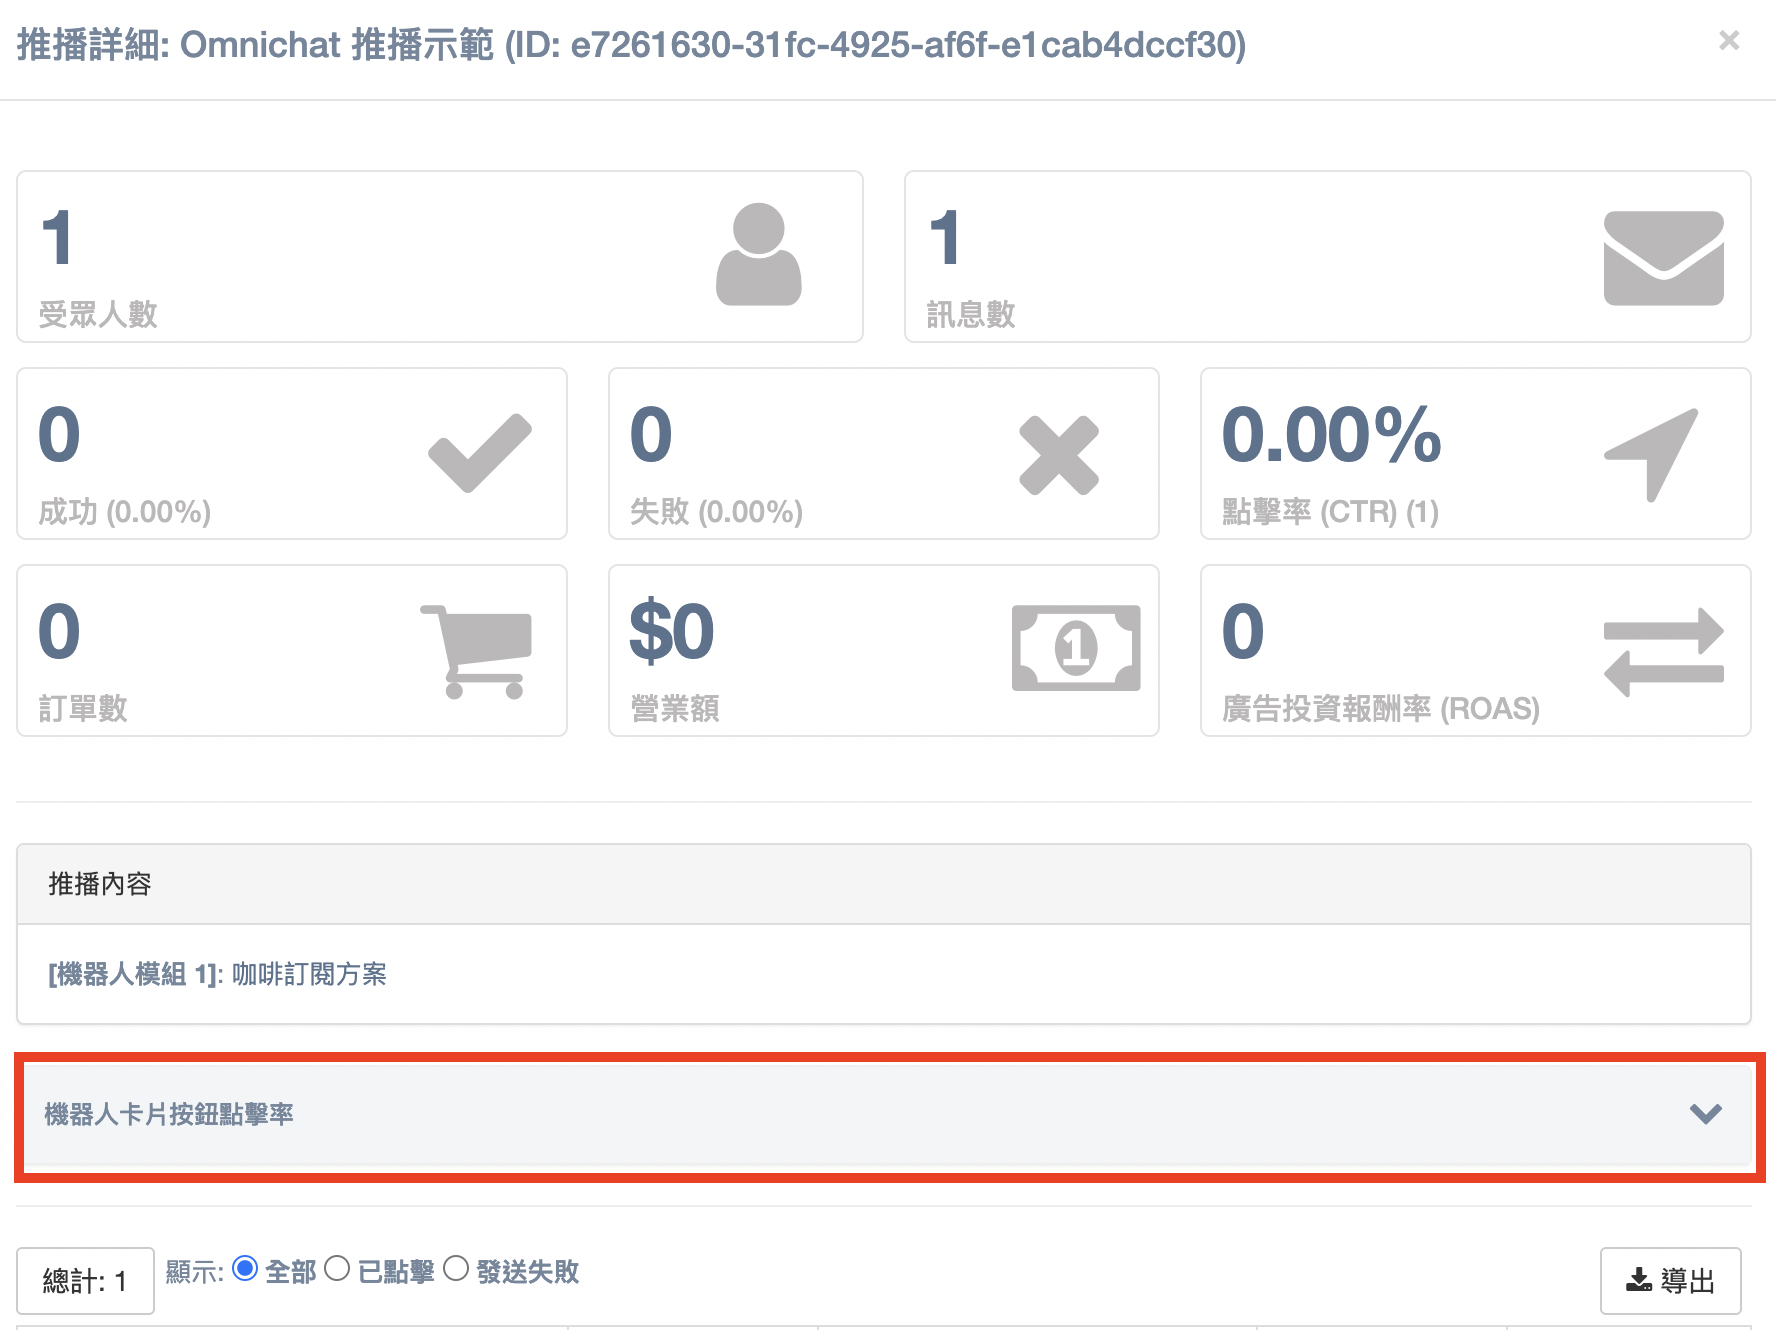 推播詳細: Omnichat 推播示範 (ID: e7261630-31fc-4925-af6f-e1cab4dccf30)
×
1
受眾人數
1
訊息數
0
成功 (0.00%)
0
失敗 (0.00%)
0.00%
點擊率 (CTR) (1)
0
訂單數
$0
營業額
1
0
廣告投資報酬率 (ROAS)
推播內容
[機器人模組 1]: 咖啡訂閱方案
機器人卡片按鈕點擊率
總計: 1
顯示: 全部 已點擊 發送失敗
導出